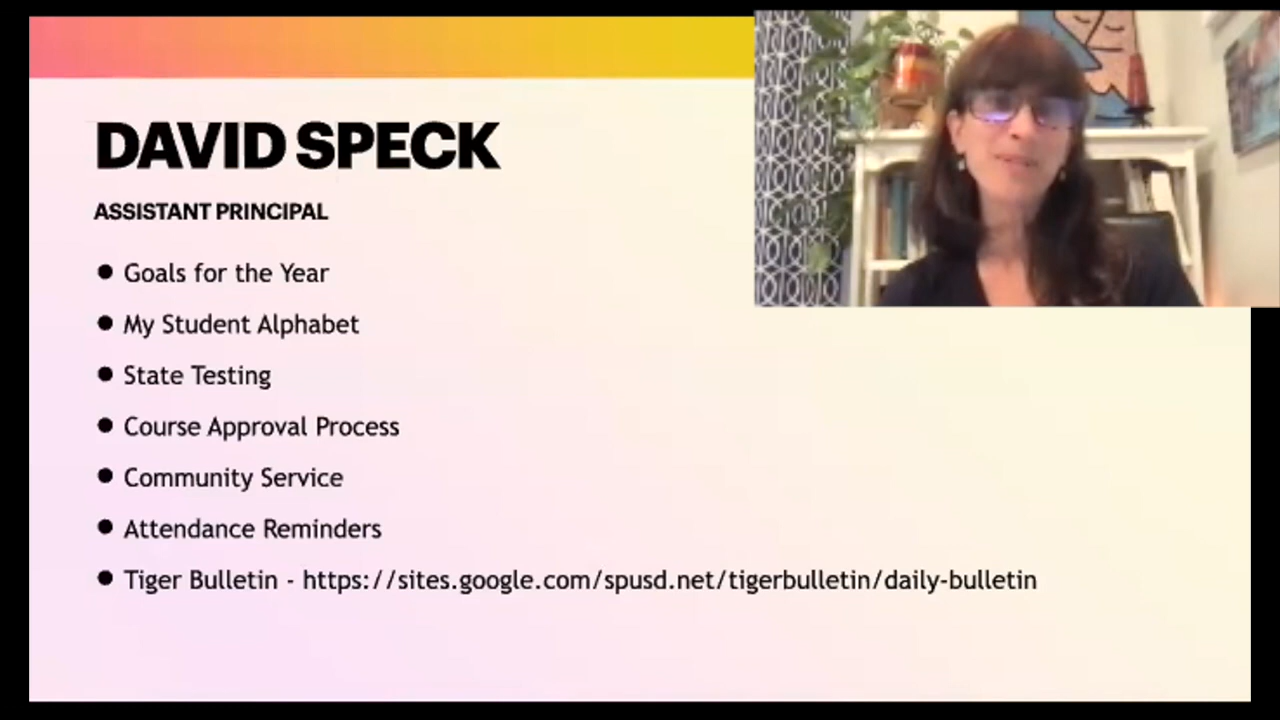 DAVID SPECK
ASSISTANT PRINCIPAL
● Goals for the Year
● My Student Alphabet
● State Testing
● Course Approval Process
● Community Service
● Attendance Reminders
● Tiger Bulletin - https://sites.google.com/spusd.net/tigerbulletin/daily-bulletin